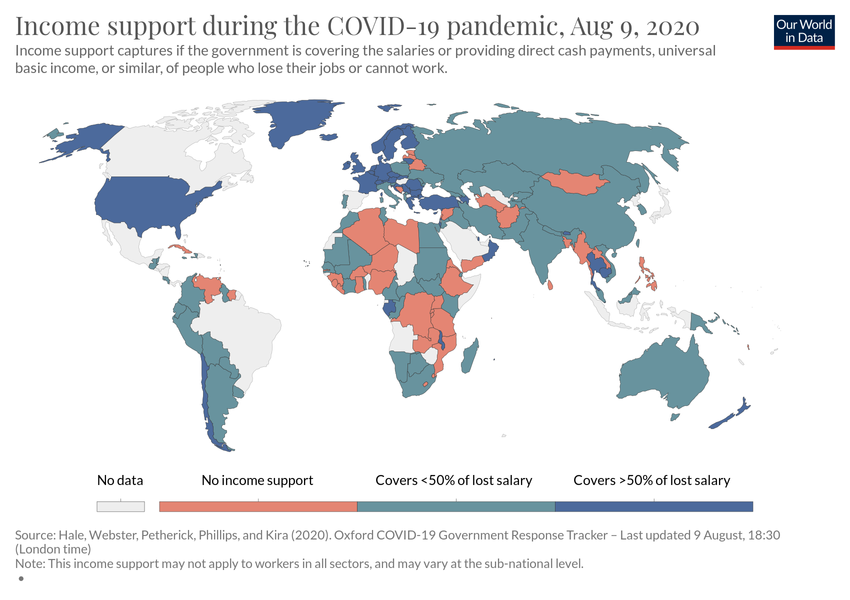 Income support during the COVID-19 pandemic, Aug 9, 2020
Our World
in Data
Income support captures if the government is covering the salaries or providing direct cash payments, universal
basic income, or similar, of people who lose their jobs or cannot work.
No data
No income support
Covers <50% of lost salary
Covers >50% of lost salary
Source: Hale, Webster, Petherick, Phillips, and Kira (2020). Oxford COVID-19 Government Response Tracker – Last updated 9 August, 18:30
(London time)
Note: This income support may not apply to workers in all sectors, and may vary at the sub-national level.
•